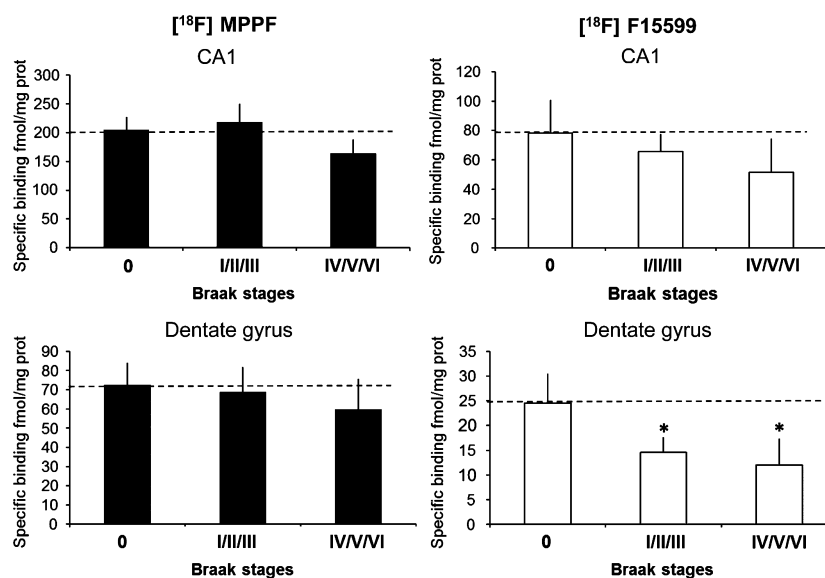 [¹⁸F] MPPF
CA1
Specific binding fmol/mg prot
300
250
200
150
100
50
0
0
I/II/III
IV/V/VI
Braak stages
[¹⁸F] F15599
CA1
Specific binding fmol/mg prot
120
100
80
60
40
20
0
0
I/II/III
IV/V/VI
Braak stages
Dentate gyrus
Specific binding fmol/mg prot
90
80
70
60
50
40
30
20
10
0
0
I/II/III
IV/V/VI
Braak stages
Dentate gyrus
Specific binding fmol/mg prot
35
30
25
20
15
10
5
0
*
*
0
I/II/III
IV/V/VI
Braak stages